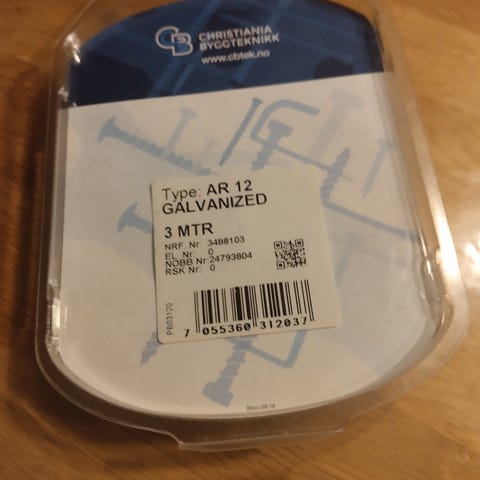 CHRISTIANIA
BYGGTEKNIKK
www.cbtek.no
Type: AR 12
GALVANIZED
3 MTR
NRF. Nr: 3488103
EL. Nr: 0
NOBB Nr:24793804
RSK Nr: 0
PB03120
7 055360 312037